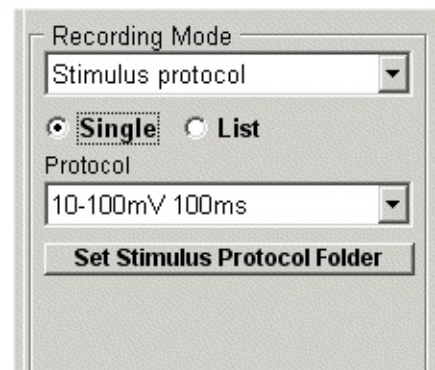 Recording Mode
Stimulus protocol
Single List
Protocol
10-100mV 100ms
Set Stimulus Protocol Folder